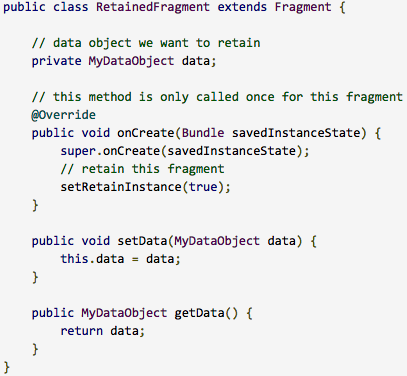 public class RetainedFragment extends Fragment {
// data object we want to retain
private MyDataObject data;
// this method is only called once for this fragment
@Override
public void onCreate(Bundle savedInstanceState) {
super.onCreate(savedInstanceState);
// retain this fragment
setRetainInstance(true);
}
public void setData(MyDataObject data) {
this.data = data;
}
public MyDataObject getData() {
return data;
}
}